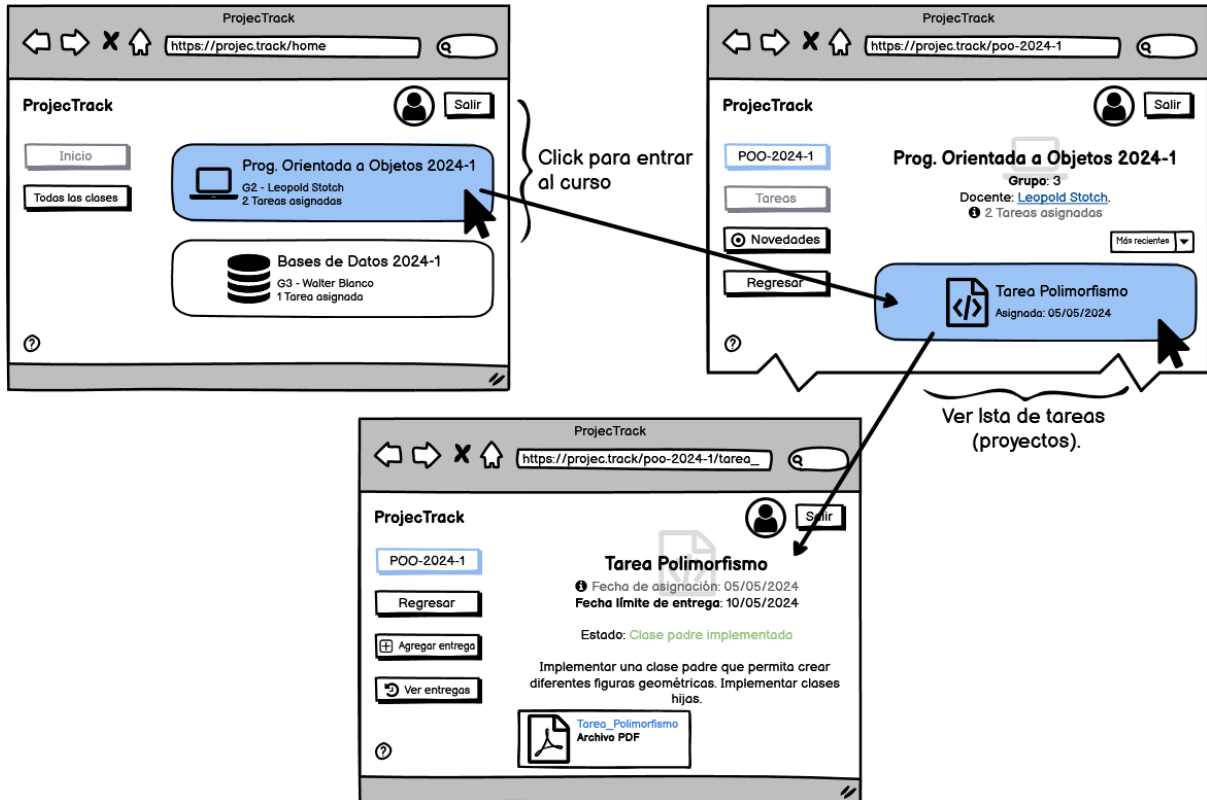 ProjecTrack
https://projec.track/home
ProjecTrack
Salir
Inicio
Todas las clases
Prog. Orientada a Objetos 2024-1
G2 - Leopold Stotch
2 Tareas asignadas
Bases de Datos 2024-1
G3 - Walter Blanco
1 Tarea asignada
?
Click para entrar
al curso
ProjecTrack
https://projec.track/poo-2024-1
ProjecTrack
Salir
POO-2024-1
Tareas
Novedades
Regresar
Prog. Orientada a Objetos 2024-1
Grupo: 3
Docente: Leopold Stotch.
2 Tareas asignadas
Más recientes
Tarea Polimorfismo
Asignada: 05/05/2024
?
Ver lsta de tareas
(proyectos).
ProjecTrack
https://projec.track/poo-2024-1/tarea_
ProjecTrack
Salir
POO-2024-1
Regresar
Agregar entrega
Ver entregas
?
Tarea Polimorfismo
Fecha de asignación: 05/05/2024
Fecha límite de entrega: 10/05/2024
Estado: Clase padre implementada
Implementar una clase padre que permita crear
diferentes figuras geométricas. Implementar clases
hijas.
Tarea_Polimorfismo
Archivo PDF